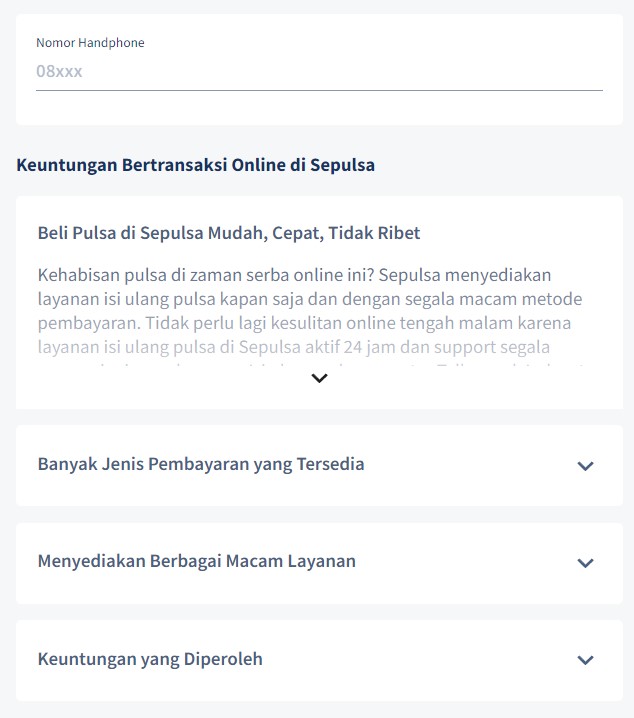 Nomor Handphone
08xxx
Keuntungan Bertransaksi Online di Sepulsa
Beli Pulsa di Sepulsa Mudah, Cepat, Tidak Ribet
Kehabisan pulsa di zaman serba online ini? Sepulsa menyediakan
layanan isi ulang pulsa kapan saja dan dengan segala macam metode
pembayaran. Tidak perlu lagi kesulitan online tengah malam karena
layanan isi ulang pulsa di Sepulsa aktif 24 jam dan support segala
Banyak Jenis Pembayaran yang Tersedia
Menyediakan Berbagai Macam Layanan
Keuntungan yang Diperoleh